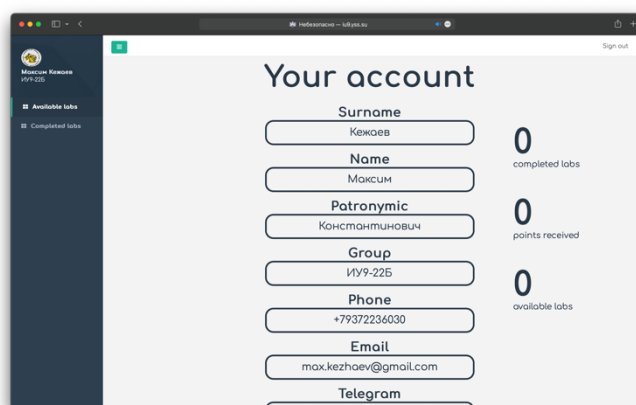 Небезопасно — iu9.yss.su
Максим Кежаев
ИУ9-22Б
Available labs
Completed labs
Sign out
Your account
Surname
Кежаев
Name
Максим
Patronymic
Константинович
Group
ИУ9-22Б
Phone
+79372236030
Email
max.kezhaev@gmail.com
Telegram
0
completed labs
0
points received
0
available labs